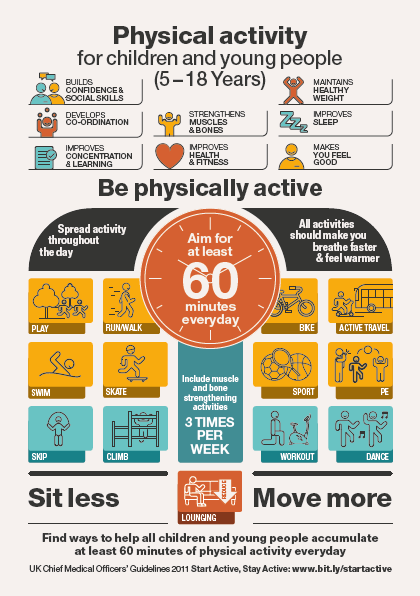 Physical activity
for children and young people
(5–18 Years)
BUILDS
CONFIDENCE &
SOCIAL SKILLS
MAINTAINS
HEALTHY
WEIGHT
DEVELOPS
CO-ORDINATION
STRENGTHENS
MUSCLES
& BONES
IMPROVES
SLEEP
IMPROVES
CONCENTRATION
& LEARNING
IMPROVES
HEALTH
& FITNESS
MAKES
YOU FEEL
GOOD
ZZZ
Be physically active
Spread activity
throughout
the day
Aim for
at least
60
minutes
everyday
All activities
should make you
breathe faster
& feel warmer
PLAY
RUN/WALK
BIKE
ACTIVE TRAVEL
SWIM
SKATE
SPORT
PE
SKIP
CLIMB
WORKOUT
DANCE
Include muscle
and bone
strengthening
activities
3 TIMES
PER
WEEK
Sit less
LOUNGING
Move more
Find ways to help all children and young people accumulate
at least 60 minutes of physical activity everyday
UK Chief Medical Officers' Guidelines 2011 Start Active, Stay Active: www.bit.ly/startactive